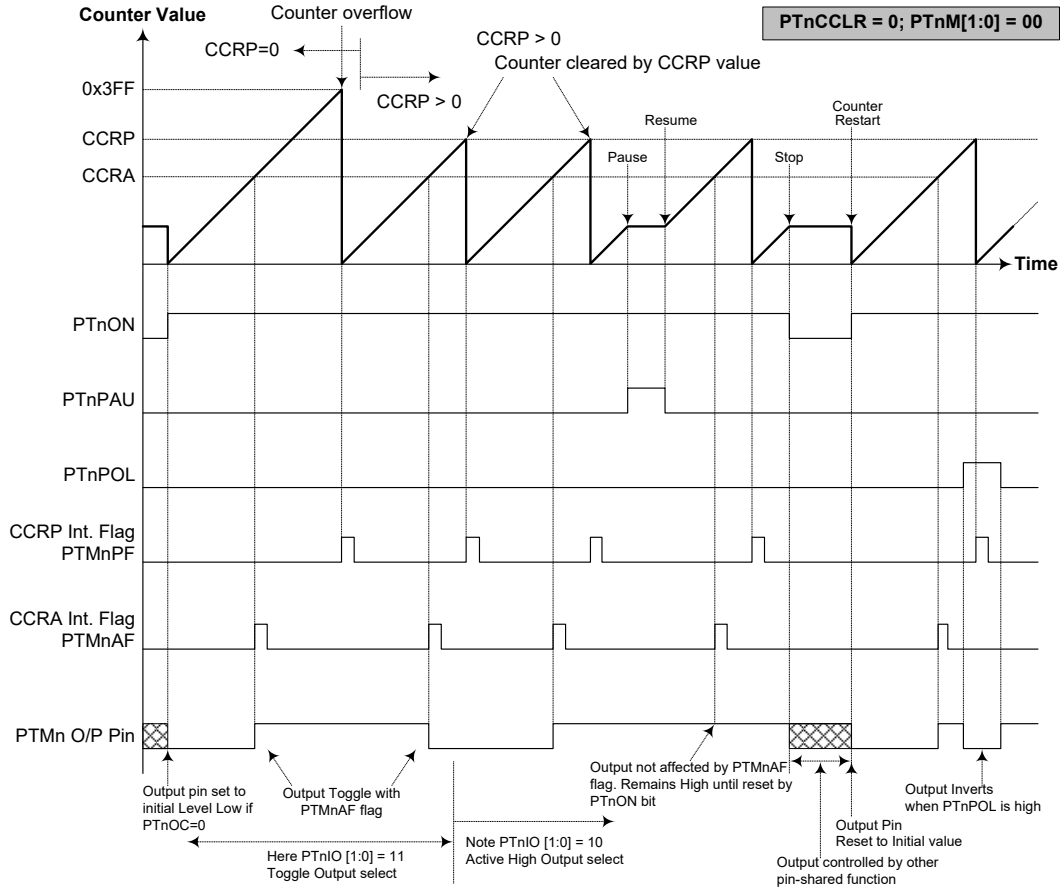 Counter Value
Counter overflow
PTnCCLR = 0; PTnM[1:0] = 00
CCRP=0
CCRP > 0
CCRP > 0
Counter cleared by CCRP value
0x3FF
CCRP
CCRA
Pause
Resume
Stop
Counter
Restart
Time
PTnON
PTnPAU
PTnPOL
CCRP Int. Flag
PTMnPF
CCRA Int. Flag
PTMnAF
PTMn O/P Pin
Output pin set to
initial Level Low if
PTnOC=0
Output Toggle with
PTMnAF flag
Here PTnIO [1:0] = 11
Toggle Output select
Note PTnIO [1:0] = 10
Active High Output select
Output not affected by PTMnAF
flag. Remains High until reset by
PTnON bit
Output controlled by other
pin-shared function
Output Pin
Reset to Initial value
Output Inverts
when PTnPOL is high